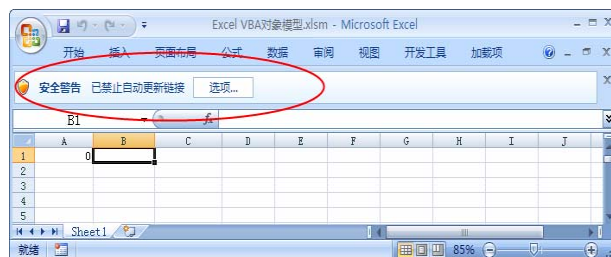 Excel VBA对象模型.xlsm - Microsoft Excel
开始 插入 页面布局 公式 数据 审阅 视图 开发工具 加载项
安全警告 已禁止自动更新链接 选项...
B1 fx
A B C D E F G H I J
1 0
2
3
4
5
Sheet1
就绪 85%